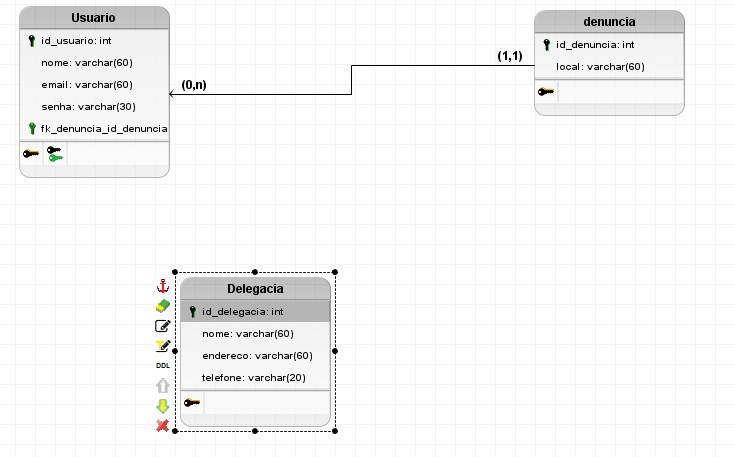 Usuario
id_usuario: int
nome: varchar(60)
email: varchar(60)
senha: varchar(30)
fk_denuncia_id_denuncia
(0,n)
(1,1)
denuncia
id_denuncia: int
local: varchar(60)
Delegacia
id_delegacia: int
nome: varchar(60)
endereco: varchar(60)
telefone: varchar(20)
DDL